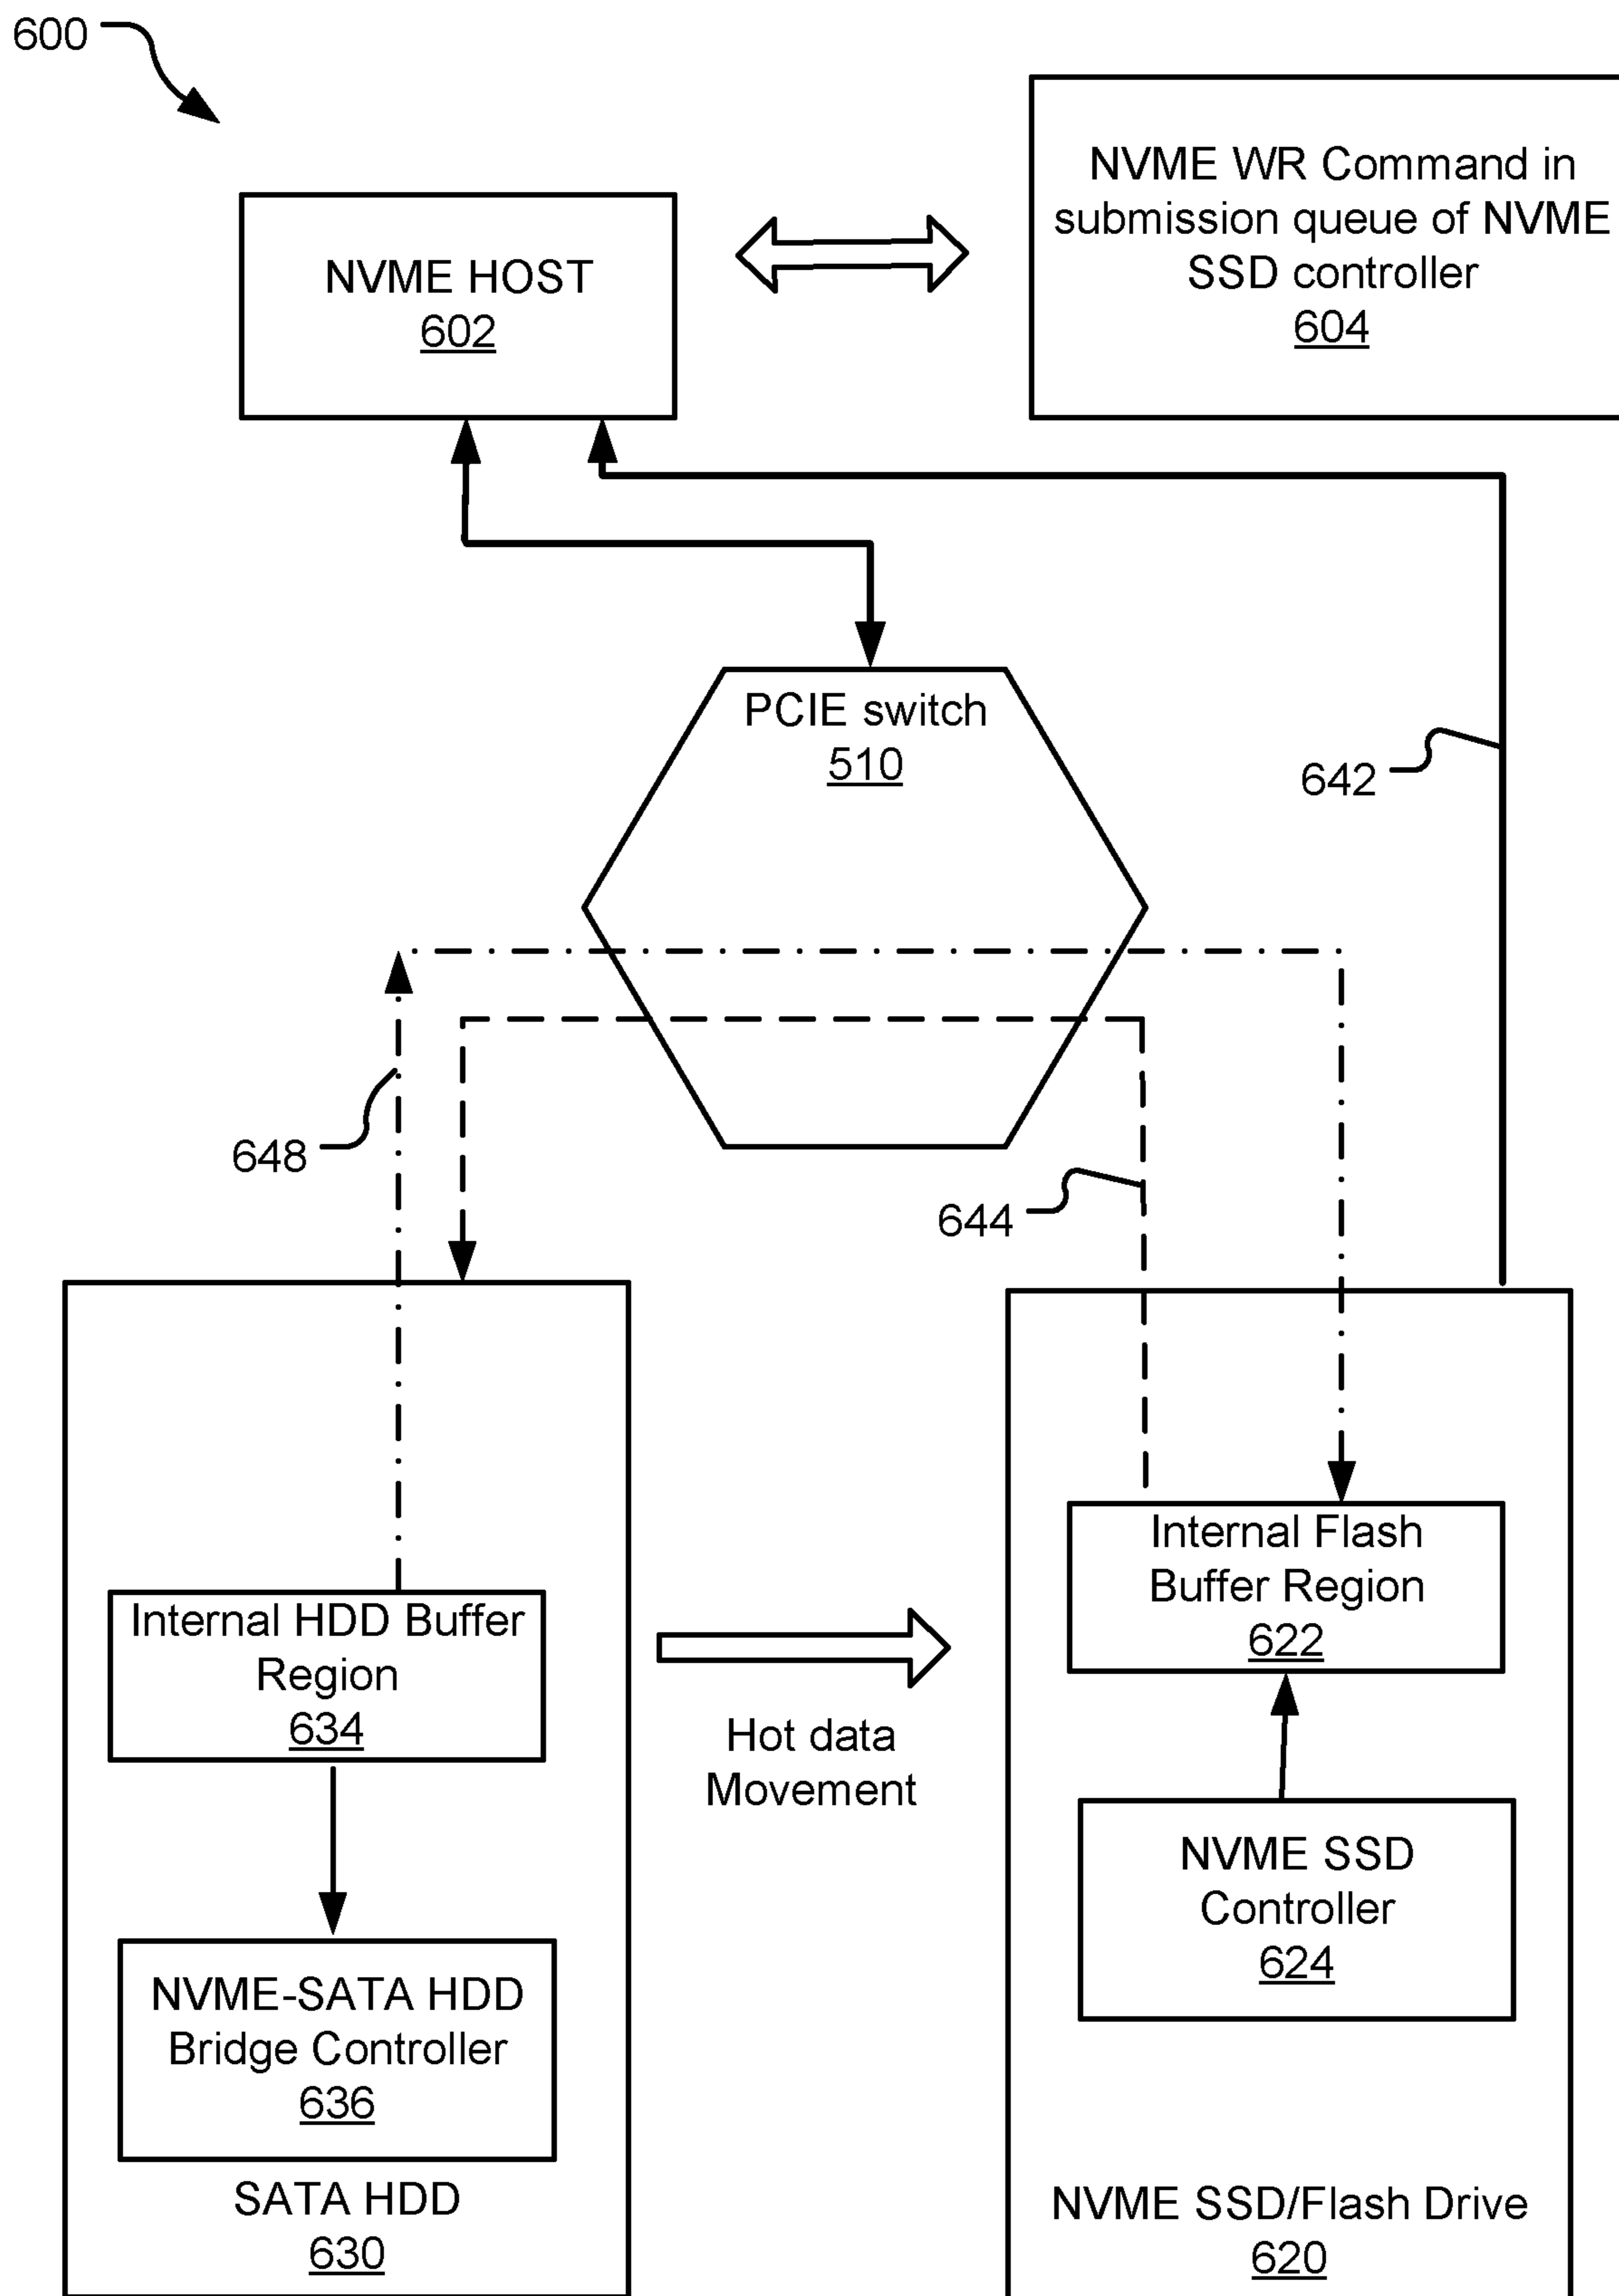 600
NVME HOST
602
NVME WR Command in
submission queue of NVME
SSD controller
604
PCIE switch
510
642
648
644
Internal HDD Buffer
Region
634
NVME-SATA HDD
Bridge Controller
636
SATA HDD
630
Hot data
Movement
Internal Flash
Buffer Region
622
NVME SSD
Controller
624
NVME SSD/Flash Drive
620